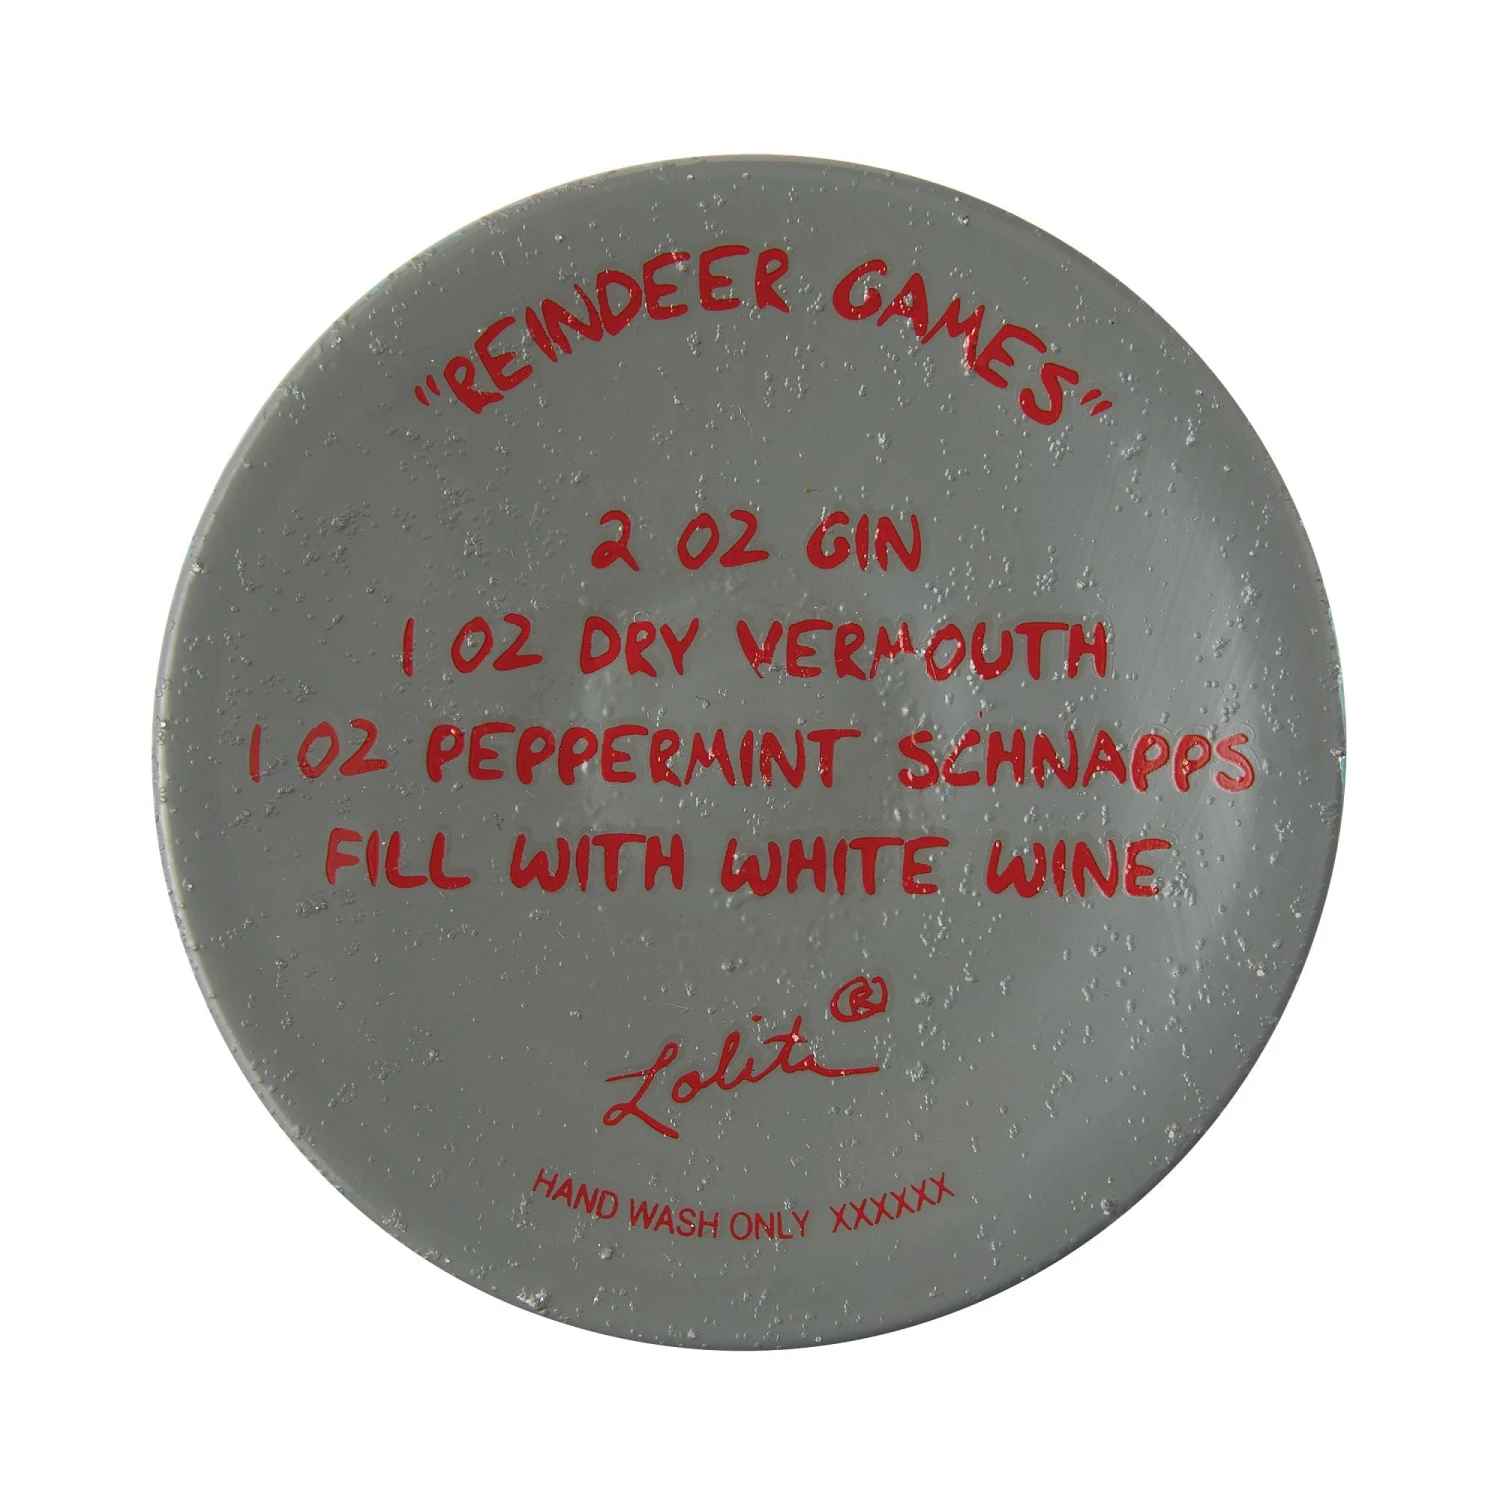 "REINDEER GAMES"
2 OZ GIN
1 OZ DRY VERMOUTH
1 OZ PEPPERMINT SCHNAPPS
FILL WITH WHITE WINE
Lolita®
HAND WASH ONLY XXXXXX